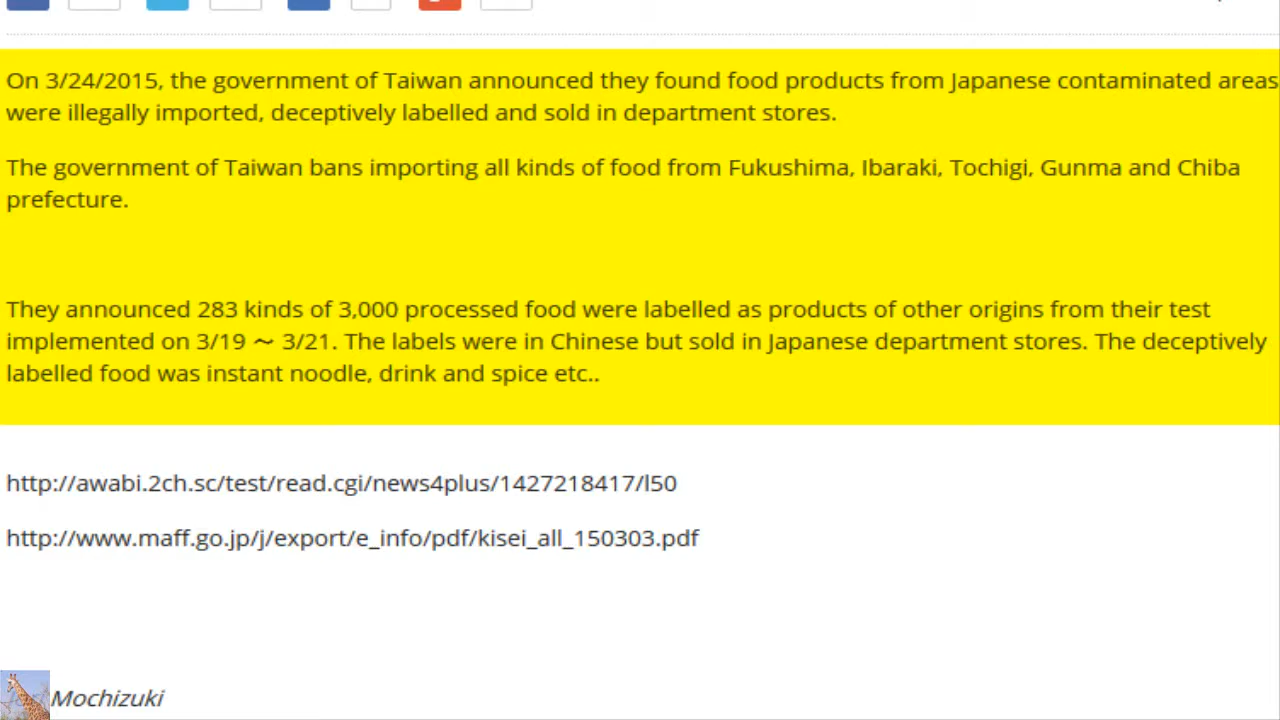 On 3/24/2015, the government of Taiwan announced they found food products from Japanese contaminated areas
were illegally imported, deceptively labelled and sold in department stores.
The government of Taiwan bans importing all kinds of food from Fukushima, Ibaraki, Tochigi, Gunma and Chiba
prefecture.
They announced 283 kinds of 3,000 processed food were labelled as products of other origins from their test
implemented on 3/19 〜 3/21. The labels were in Chinese but sold in Japanese department stores. The deceptively
labelled food was instant noodle, drink and spice etc..
http://awabi.2ch.sc/test/read.cgi/news4plus/1427218417/l50
http://www.maff.go.jp/j/export/e_info/pdf/kisei_all_150303.pdf
Mochizuki